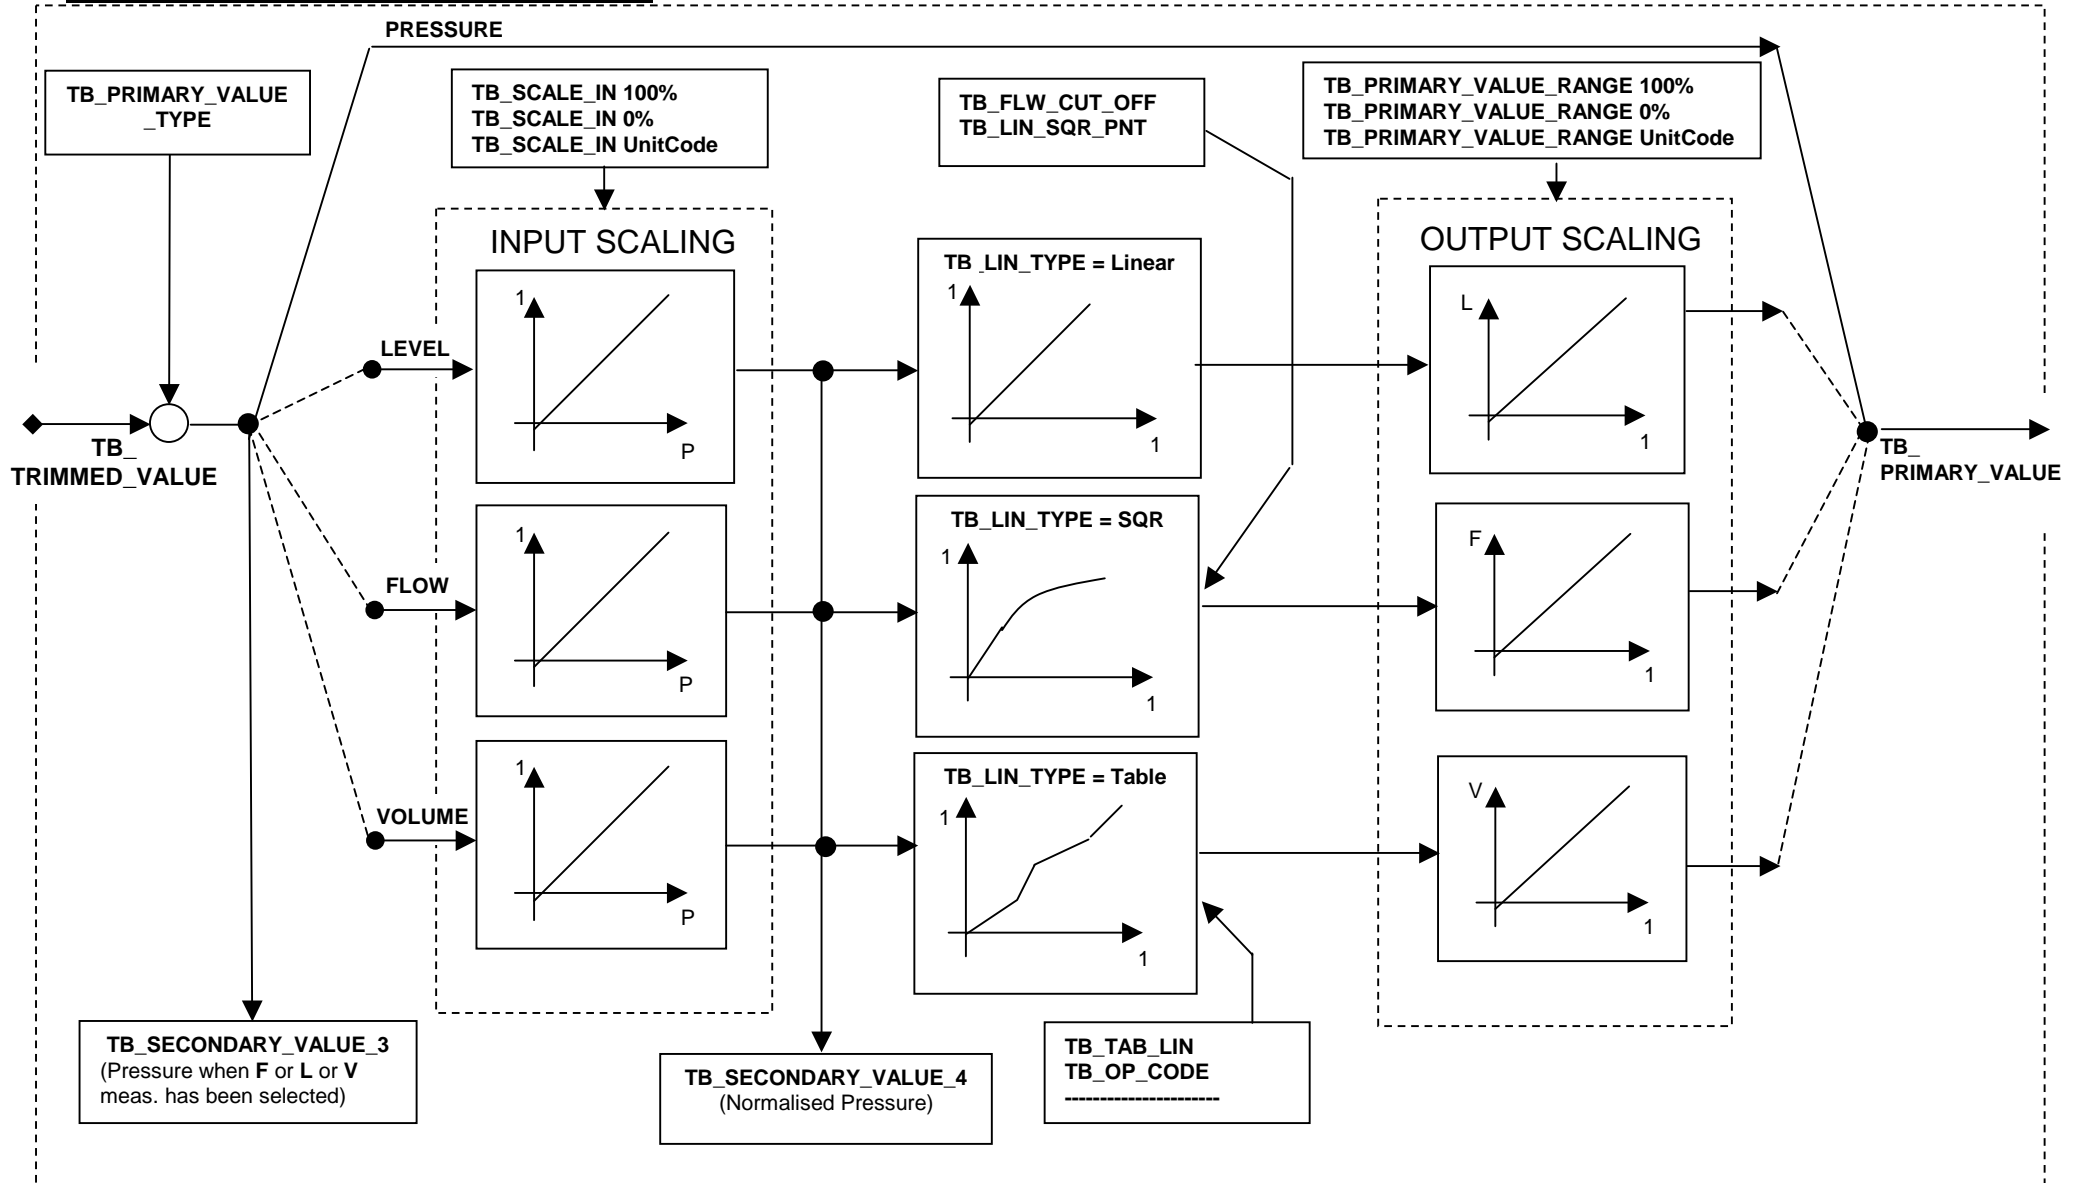 PRESSURE
TB_PRIMARY_VALUE
_TYPE
TB_SCALE_IN 100%
TB_SCALE_IN 0%
TB_SCALE_IN UnitCode
TB_FLW_CUT_OFF
TB_LIN_SQR_PNT
TB_PRIMARY_VALUE_RANGE 100%
TB_PRIMARY_VALUE_RANGE 0%
TB_PRIMARY_VALUE_RANGE UnitCode
INPUT SCALING
OUTPUT SCALING
LEVEL
1
P
TB_LIN_TYPE = Linear
1
1
L
1
TB_
TRIMMED_VALUE
TB_
PRIMARY_VALUE
FLOW
1
P
TB_LIN_TYPE = SQR
1
1
F
1
VOLUME
1
P
TB_LIN_TYPE = Table
1
1
V
1
TB_SECONDARY_VALUE_3
(Pressure when F or L or V
meas. has been selected)
TB_SECONDARY_VALUE_4
(Normalised Pressure)
TB_TAB_LIN
TB_OP_CODE
----------------------